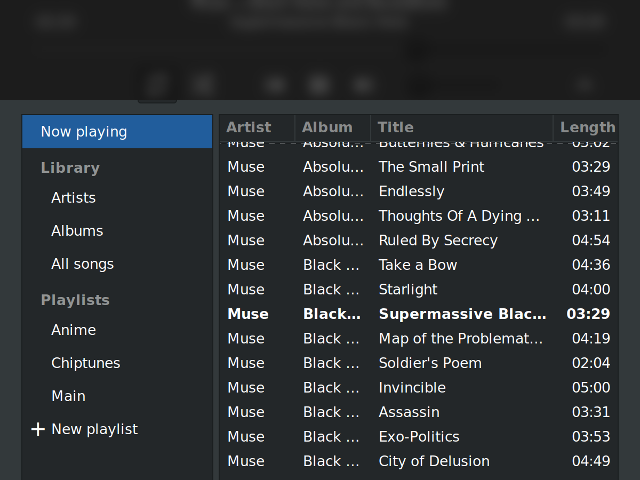 Now playing
Library
Artists
Albums
All songs
Playlists
Anime
Chiptunes
Main
+ New playlist
Artist Album Title Length
Muse Absolu... Butterflies & Hurricanes 05:02
Muse Absolu... The Small Print 03:29
Muse Absolu... Endlessly 03:49
Muse Absolu... Thoughts Of A Dying ... 03:11
Muse Absolu... Ruled By Secrecy 04:54
Muse Black ... Take a Bow 04:36
Muse Black ... Starlight 04:00
Muse Black... Supermassive Blac... 03:29
Muse Black ... Map of the Problemat... 04:19
Muse Black ... Soldier's Poem 02:04
Muse Black ... Invincible 05:00
Muse Black ... Assassin 03:31
Muse Black ... Exo-Politics 03:53
Muse Black ... City of Delusion 04:49